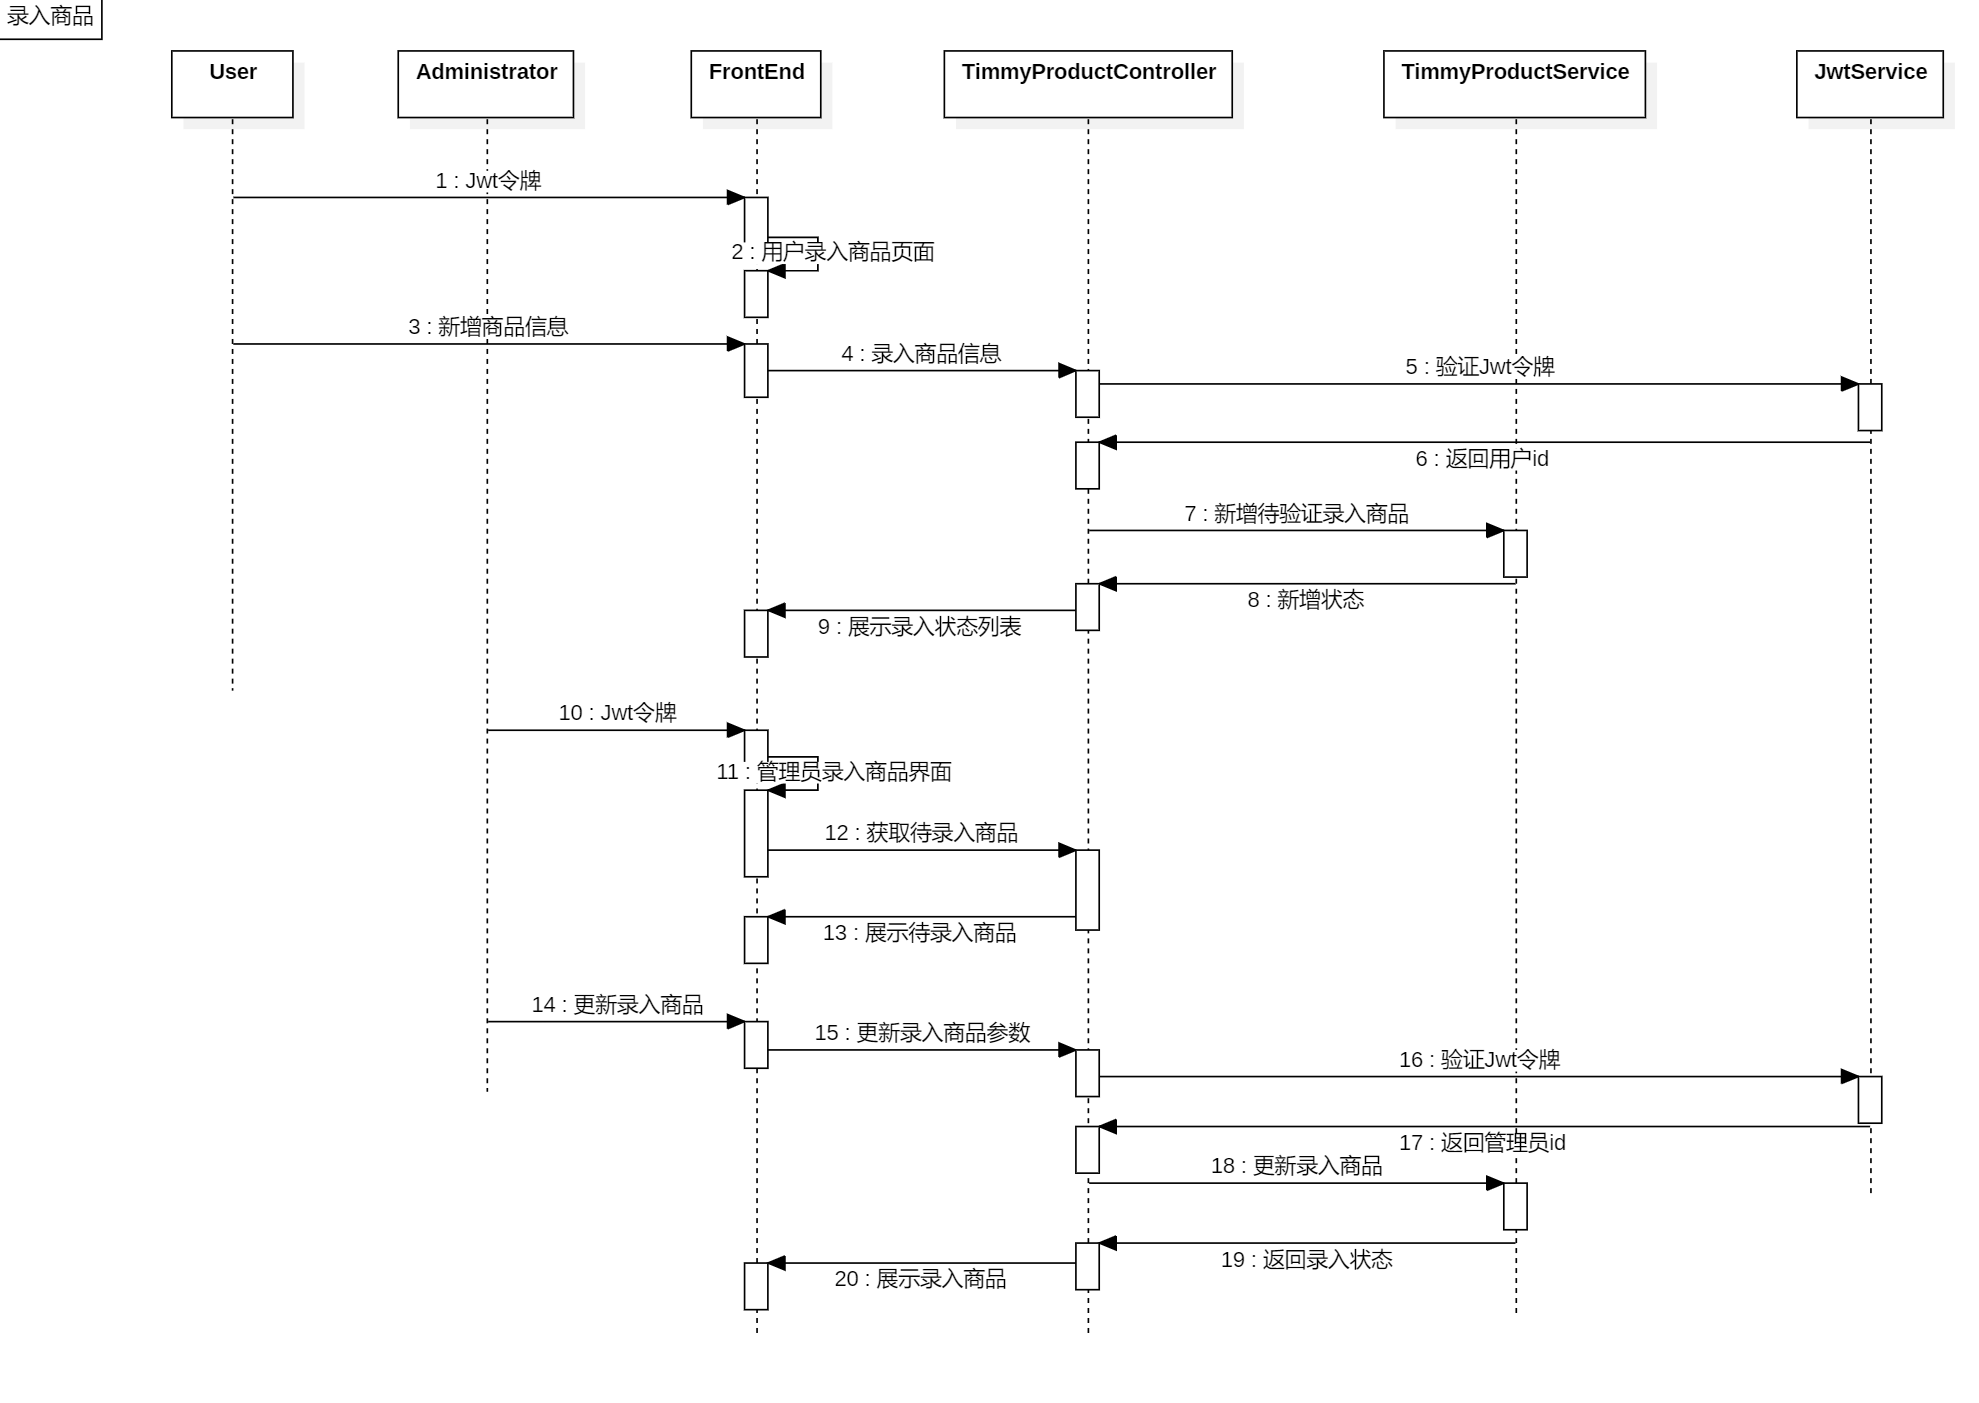 录入商品
User
Administrator
FrontEnd
TimmyProductController
TimmyProductService
JwtService
1 : Jwt令牌
2 : 用户录入商品页面
3 : 新增商品信息
4 : 录入商品信息
5 : 验证Jwt令牌
6 : 返回用户id
7 : 新增待验证录入商品
8 : 新增状态
9 : 展示录入状态列表
10 : Jwt令牌
11 : 管理员录入商品界面
12 : 获取待录入商品
13 : 展示待录入商品
14 : 更新录入商品
15 : 更新录入商品参数
16 : 验证Jwt令牌
17 : 返回管理员id
18 : 更新录入商品
19 : 返回录入状态
20 : 展示录入商品